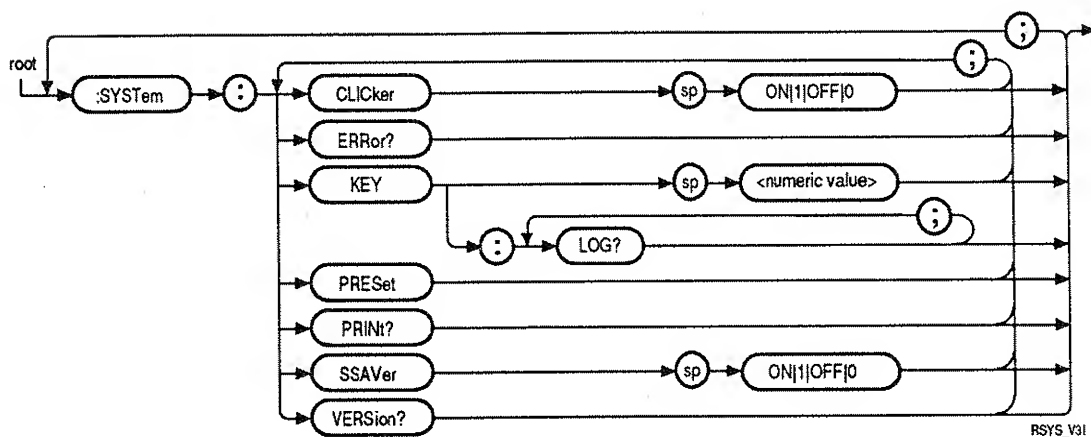 ;
root
;
:SYSTem
:
CLICker
sp
ON|1|OFF|0
ERRor?
KEY
sp
<numeric value>
;
:
LOG?
PRESet
PRINt?
SSAVer
sp
ON|1|OFF|0
VERSion?
RSYS V3I